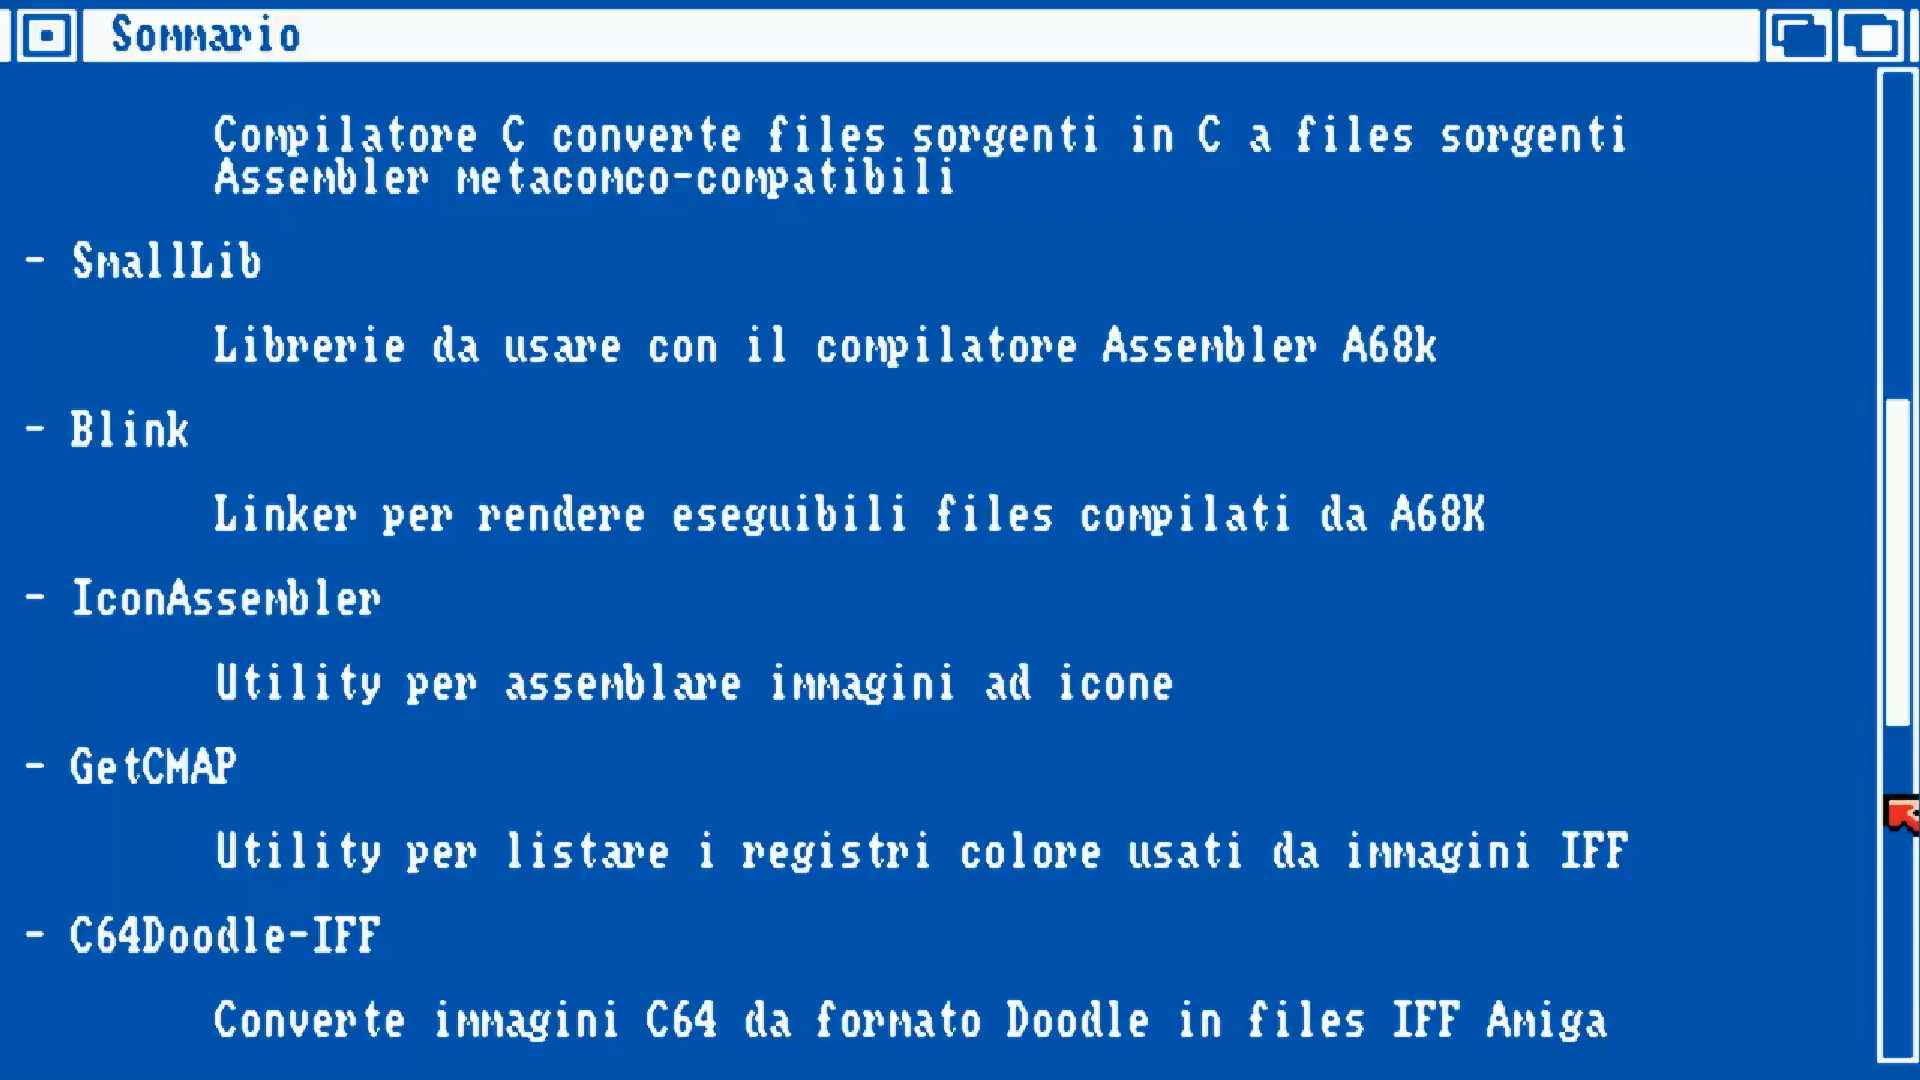 Sommario
Compilatore C converte files sorgenti in C a files sorgenti
Assembler metacomco-compatibili
- SmallLib
Librerie da usare con il compilatore Assembler A68k
- Blink
Linker per rendere eseguibili files compilati da A68K
- IconAssembler
Utility per assemblare immagini ad icone
- GetCMAP
Utility per listare i registri colore usati da immagini IFF
- C64Doodle-IFF
Converte immagini C64 da formato Doodle in files IFF Amiga